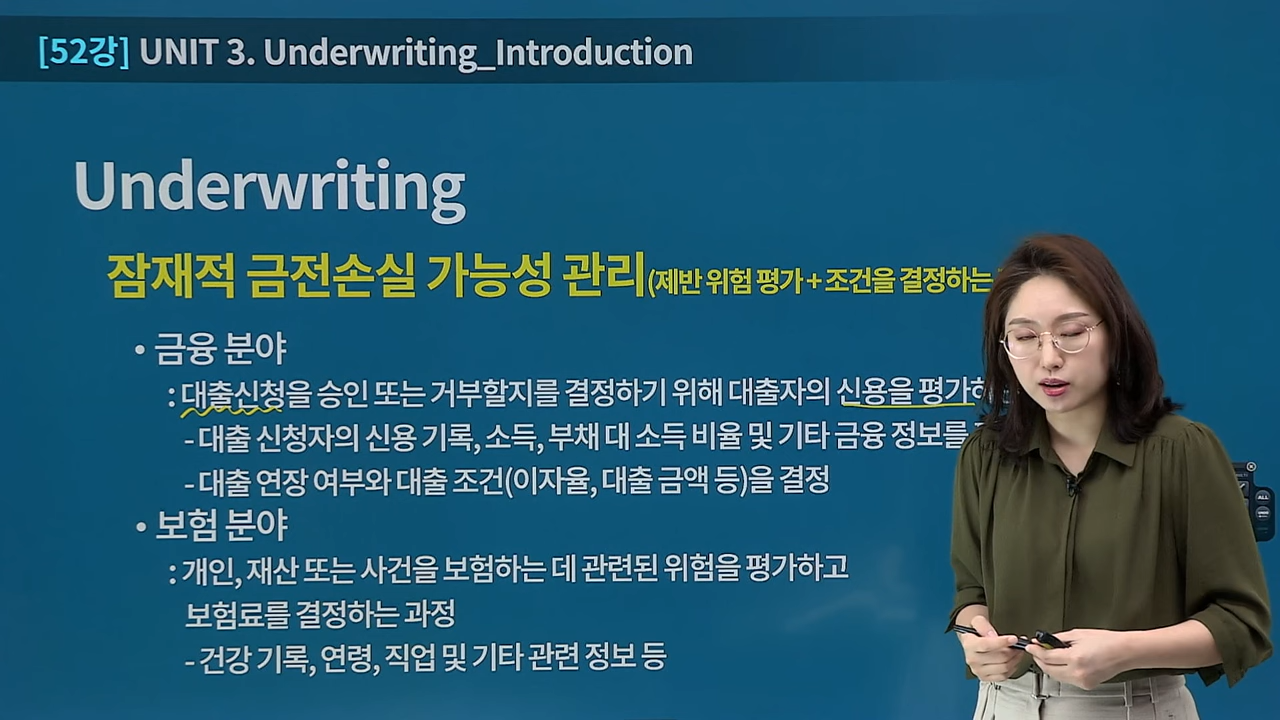 [52강] UNIT 3. Underwriting_Introduction
Underwriting
잠재적 금전손실 가능성 관리(제반 위험 평가 + 조건을 결정하는
• 금융 분야
: 대출신청을 승인 또는 거부할지를 결정하기 위해 대출자의 신용을 평가하
- 대출 신청자의 신용 기록, 소득, 부채 대 소득 비율 및 기타 금융 정보를
- 대출 연장 여부와 대출 조건(이자율, 대출 금액 등)을 결정
• 보험 분야
: 개인, 재산 또는 사건을 보험하는 데 관련된 위험을 평가하고
보험료를 결정하는 과정
- 건강 기록, 연령, 직업 및 기타 관련 정보 등
ALL